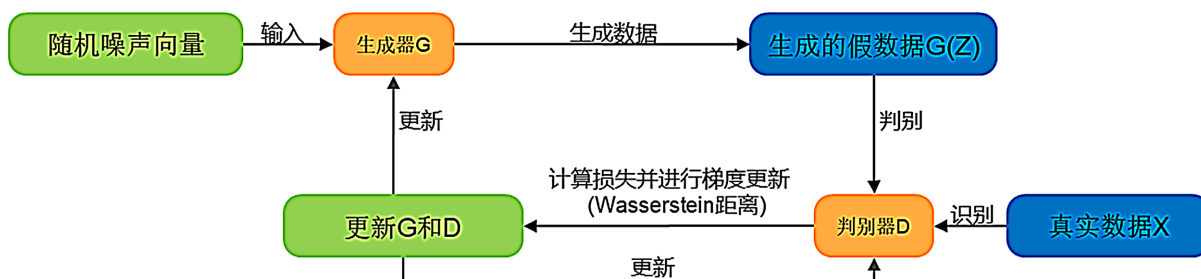 随机噪声向量
输入
生成器G
生成数据
生成的假数据G(Z)
更新
判别
计算损失并进行梯度更新
(Wasserstein距离)
更新G和D
判别器D
识别
真实数据X
更新